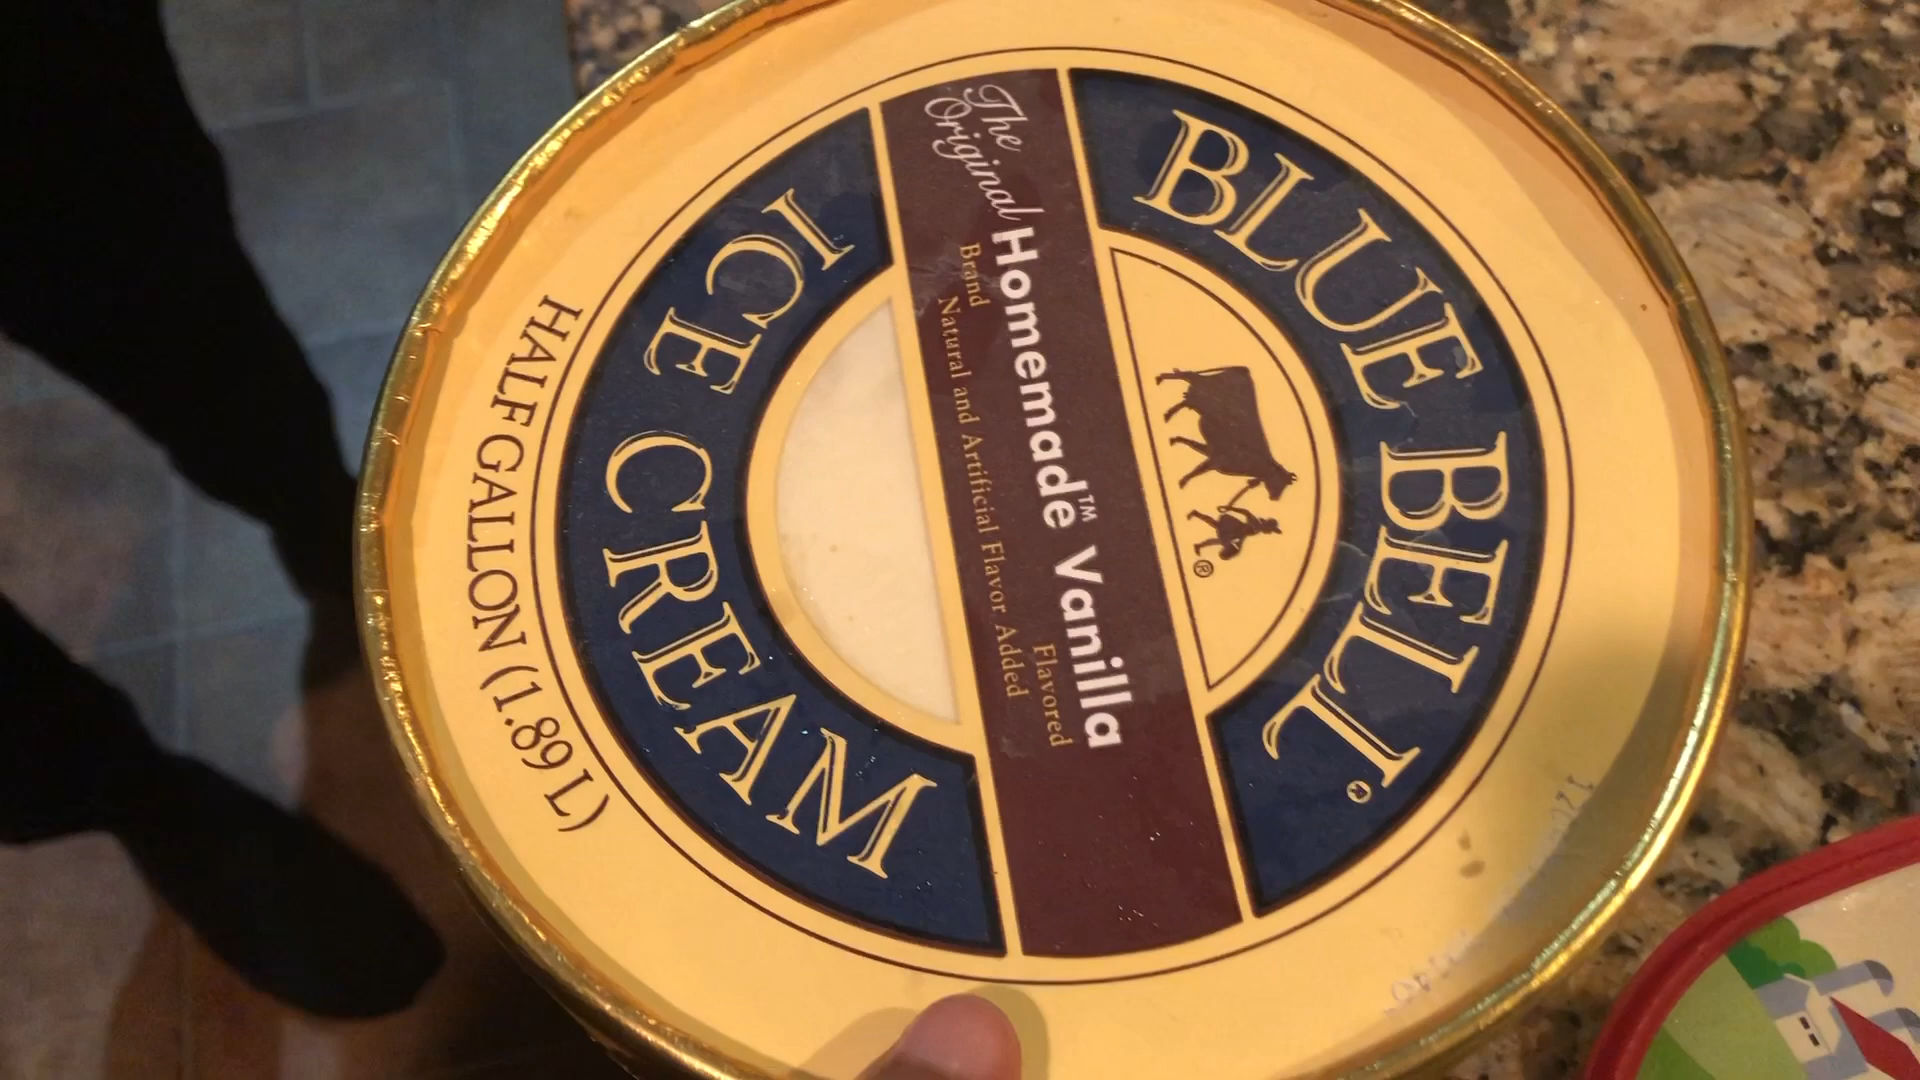 BLUE BELL®
ICE CREAM
The
Original
Homemade™ Vanilla
Brand
Flavored
Natural and Artificial Flavor Added
®
HALF GALLON (1.89 L)